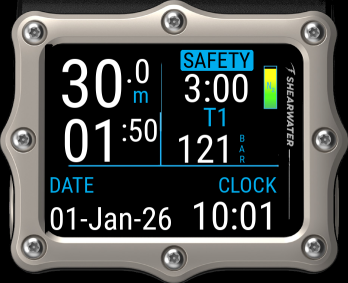 30.0 m
01:50
SAFETY
3:00
T1
121 BAR
N₂
SHEARWATER
DATE CLOCK
01-Jan-26 10:01